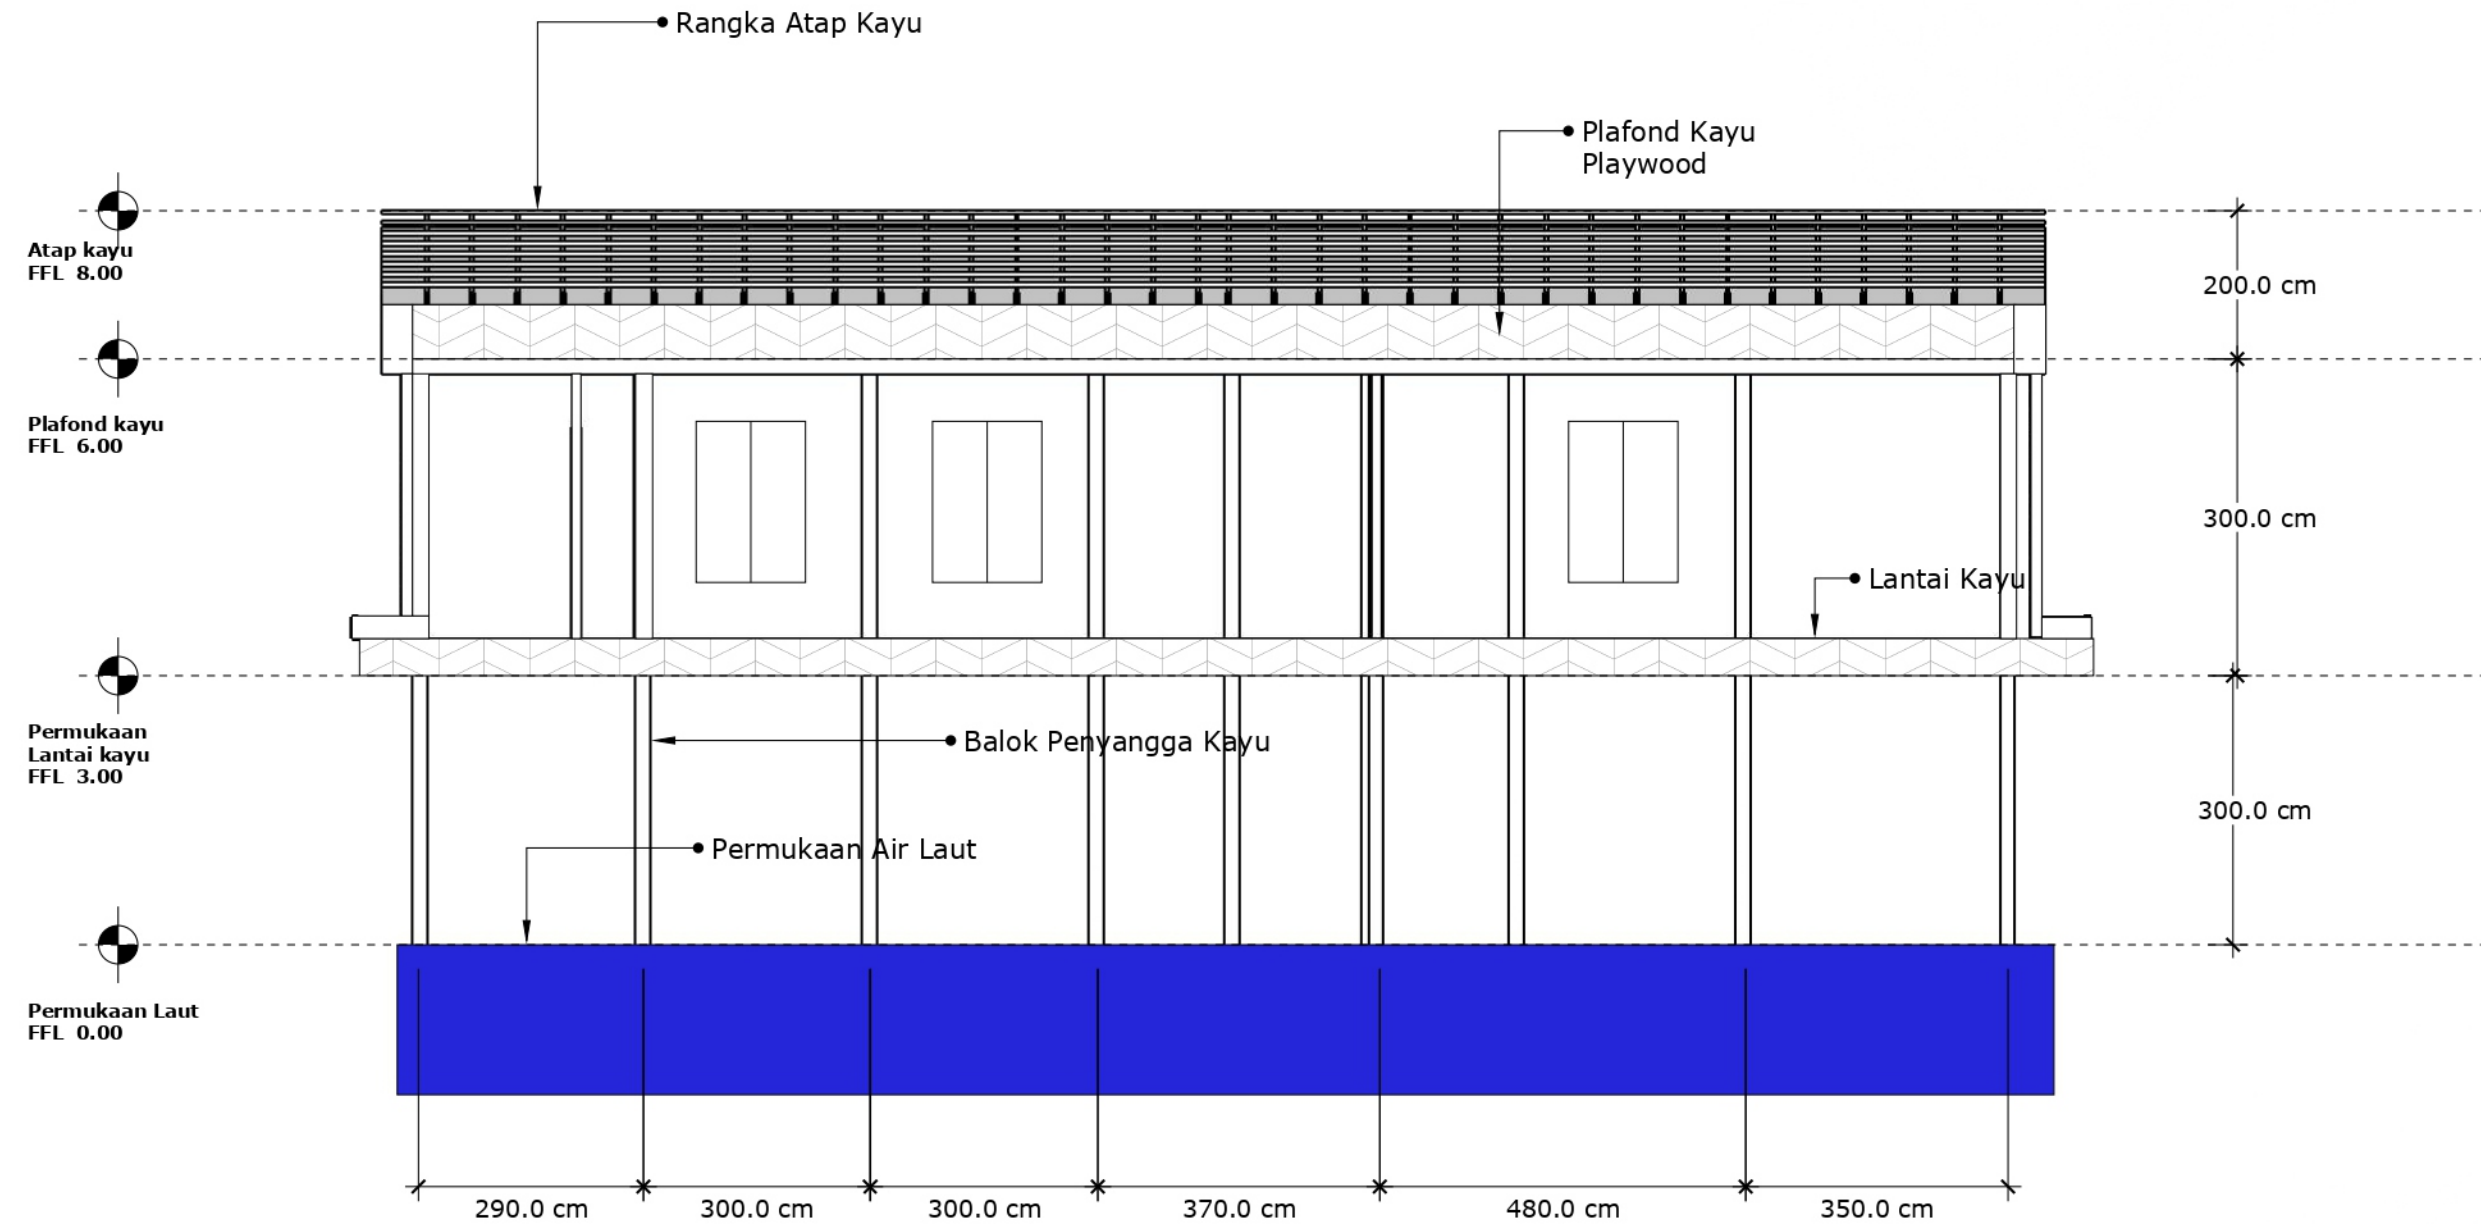 Rangka Atap Kayu
Plafond Kayu
Playwood
Atap kayu
FFL 8.00
200.0 cm
Plafond kayu
FFL 6.00
300.0 cm
Lantai Kayu
Permukaan
Lantai kayu
FFL 3.00
Balok Penyangga Kayu
300.0 cm
Permukaan Air Laut
Permukaan Laut
FFL 0.00
290.0 cm
300.0 cm
300.0 cm
370.0 cm
480.0 cm
350.0 cm